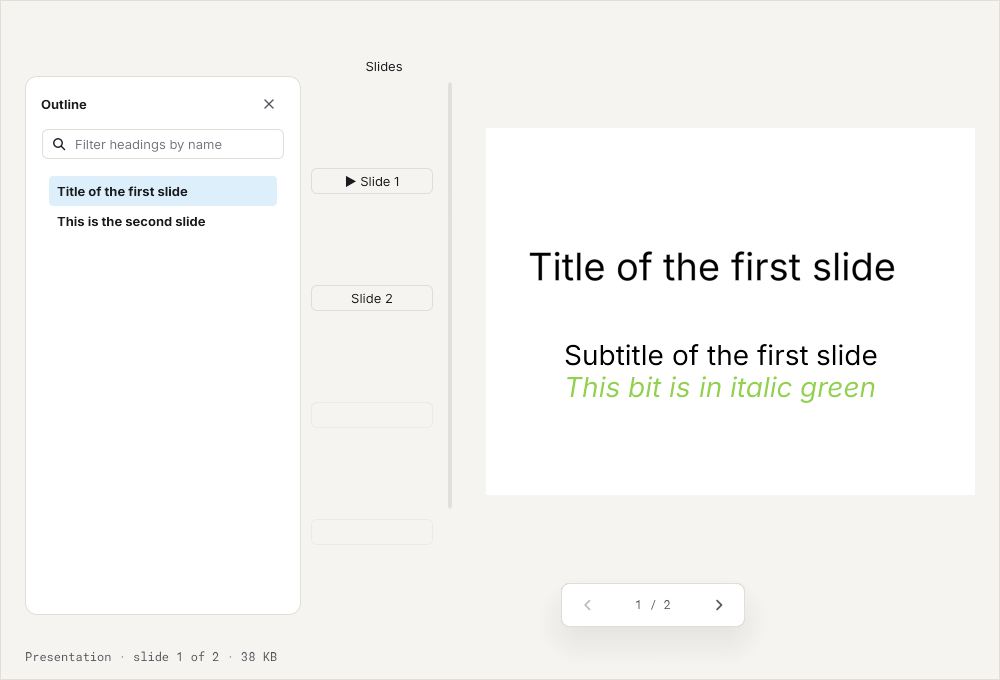 Slides
Outline
Filter headings by name
Title of the first slide
This is the second slide
Slide 1
Slide 2
Title of the first slide
Subtitle of the first slide
This bit is in italic green
1 / 2
Presentation · slide 1 of 2 · 38 KB